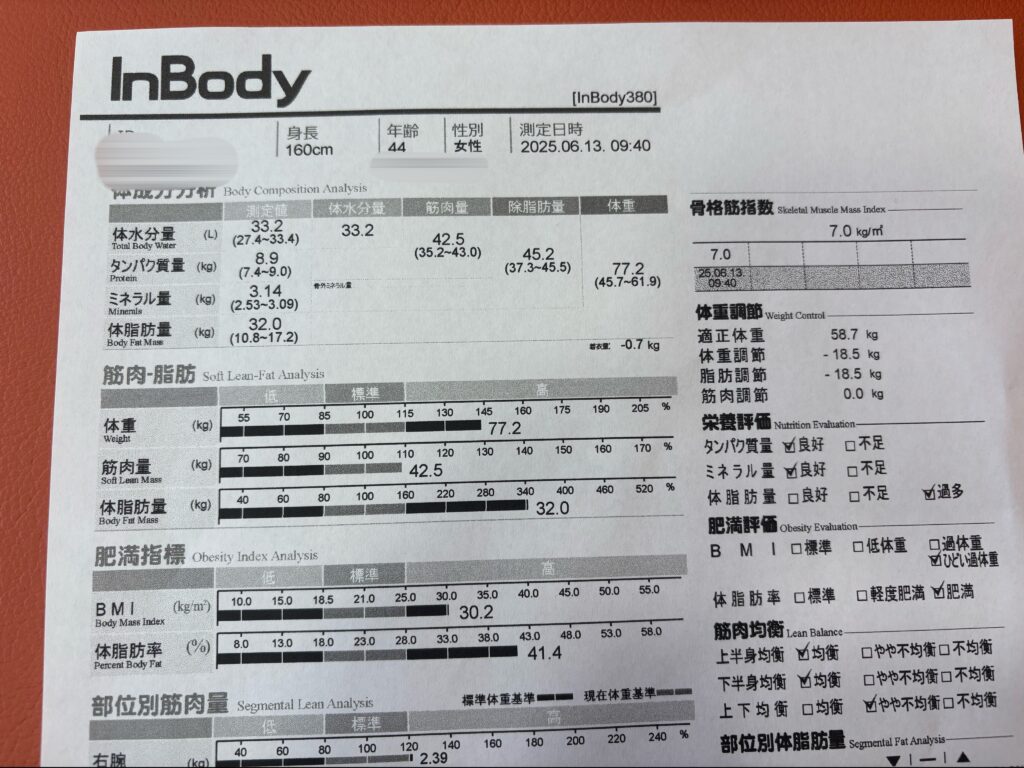 InBody
[InBody380]
身長 年齢 性別 測定日時
160cm 44 女性 2025.06.13. 09:40
体成分分析 Body Composition Analysis
測定値 体水分量 筋肉量 除脂肪量 体重
体水分量 (L) 33.2 33.2
Total Body Water (27.4~33.4) 42.5
(35.2~43.0)
タンパク質量 (kg) 8.9 45.2
Protein (7.4~9.0) (37.3~45.5) 77.2
(45.7~61.9)
ミネラル量 (kg) 3.14 骨外ミネラル量
Minerals (2.53~3.09)
体脂肪量 (kg) 32.0
Body Fat Mass (10.8~17.2)
着衣量: -0.7 kg
筋肉-脂肪 Soft Lean-Fat Analysis
低 標準 高
体重 (kg) 55 70 85 100 115 130 145 160 175 190 205 %
Weight 77.2
筋肉量 (kg) 70 80 90 100 110 120 130 140 150 160 170 %
Soft Lean Mass 42.5
体脂肪量 (kg) 40 60 80 100 160 220 280 340 400 460 520 %
Body Fat Mass 32.0
肥満指標 Obesity Index Analysis
低 標準 高
BMI (kg/m²) 10.0 15.0 18.5 21.0 25.0 30.0 35.0 40.0 45.0 50.0 55.0
Body Mass Index 30.2
体脂肪率 (%) 8.0 13.0 18.0 23.0 28.0 33.0 38.0 43.0 48.0 53.0 58.0
Percent Body Fat 41.4
部位別筋肉量 Segmental Lean Analysis 標準体重基準 現在体重基準
低 標準 高
右腕 (kg) 40 60 80 100 120 140 160 180 200 220 240 %
2.39
骨格筋指数 Skeletal Muscle Mass Index
7.0 kg/㎡
7.0
25.06.13.
09:40
体重調節 Weight Control
適正体重 58.7 kg
体重調節 - 18.5 kg
脂肪調節 - 18.5 kg
筋肉調節 0.0 kg
栄養評価 Nutrition Evaluation
タンパク質量 ☑良好 □不足
ミネラル量 ☑良好 □不足
体脂肪量 □良好 □不足 ☑過多
肥満評価 Obesity Evaluation
BMI □標準 □低体重 □過体重
☑ひどい過体重
体脂肪率 □標準 □軽度肥満 ☑肥満
筋肉均衡 Lean Balance
上半身均衡 ☑均衡 □やや不均衡 □不均衡
下半身均衡 ☑均衡 □やや不均衡 □不均衡
上下均衡 □均衡 ☑やや不均衡 □不均衡
部位別体脂肪量 Segmental Fat Analysis
▼ | ー | ▲